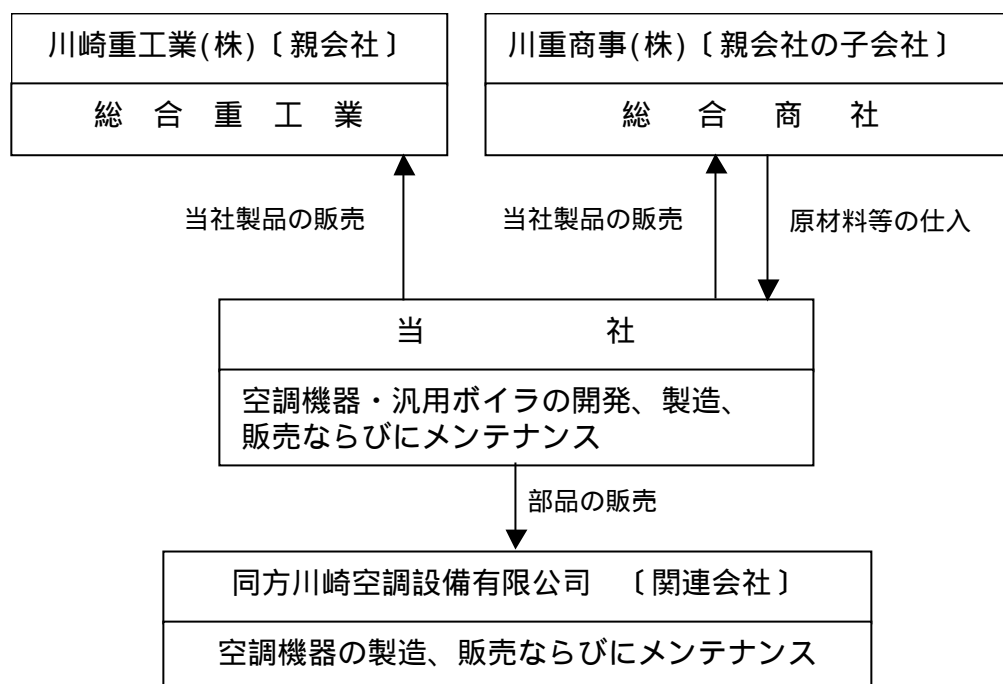 川崎重工業(株)〔親会社〕
総合重工業
川重商事(株)〔親会社の子会社〕
総合商社
当社製品の販売
当社製品の販売
原材料等の仕入
当社
空調機器・汎用ボイラの開発、製造、
販売ならびにメンテナンス
部品の販売
同方川崎空調設備有限公司 〔関連会社〕
空調機器の製造、販売ならびにメンテナンス